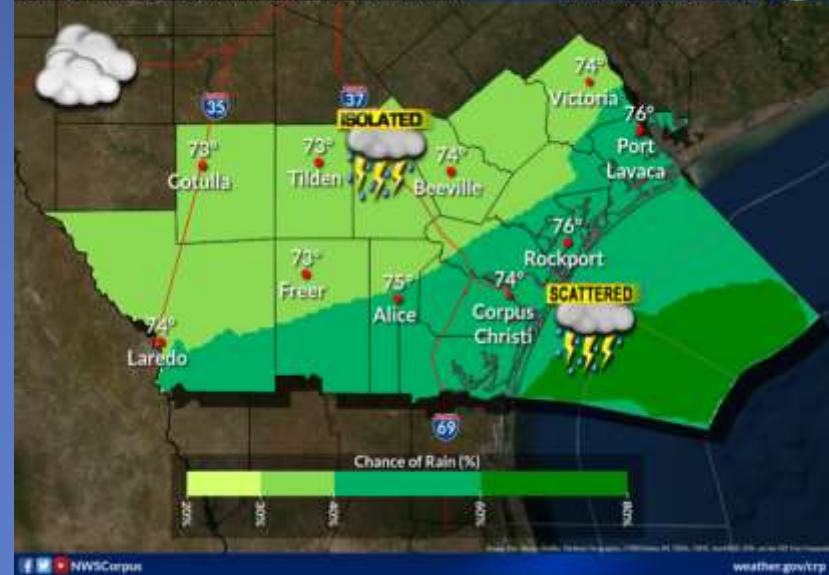 35
37
ISOLATED
74°
Victoria
76°
Port
Lavaca
73°
Cotulla
73°
Tilden
74°
Beeville
76°
Rockport
73°
Freer
75°
Alice
74°
Corpus
Christi
SCATTERED
74°
Laredo
69
Chance of Rain (%)
20%
30%
40%
60%
80%
NWSCorpus
weather.gov/crp